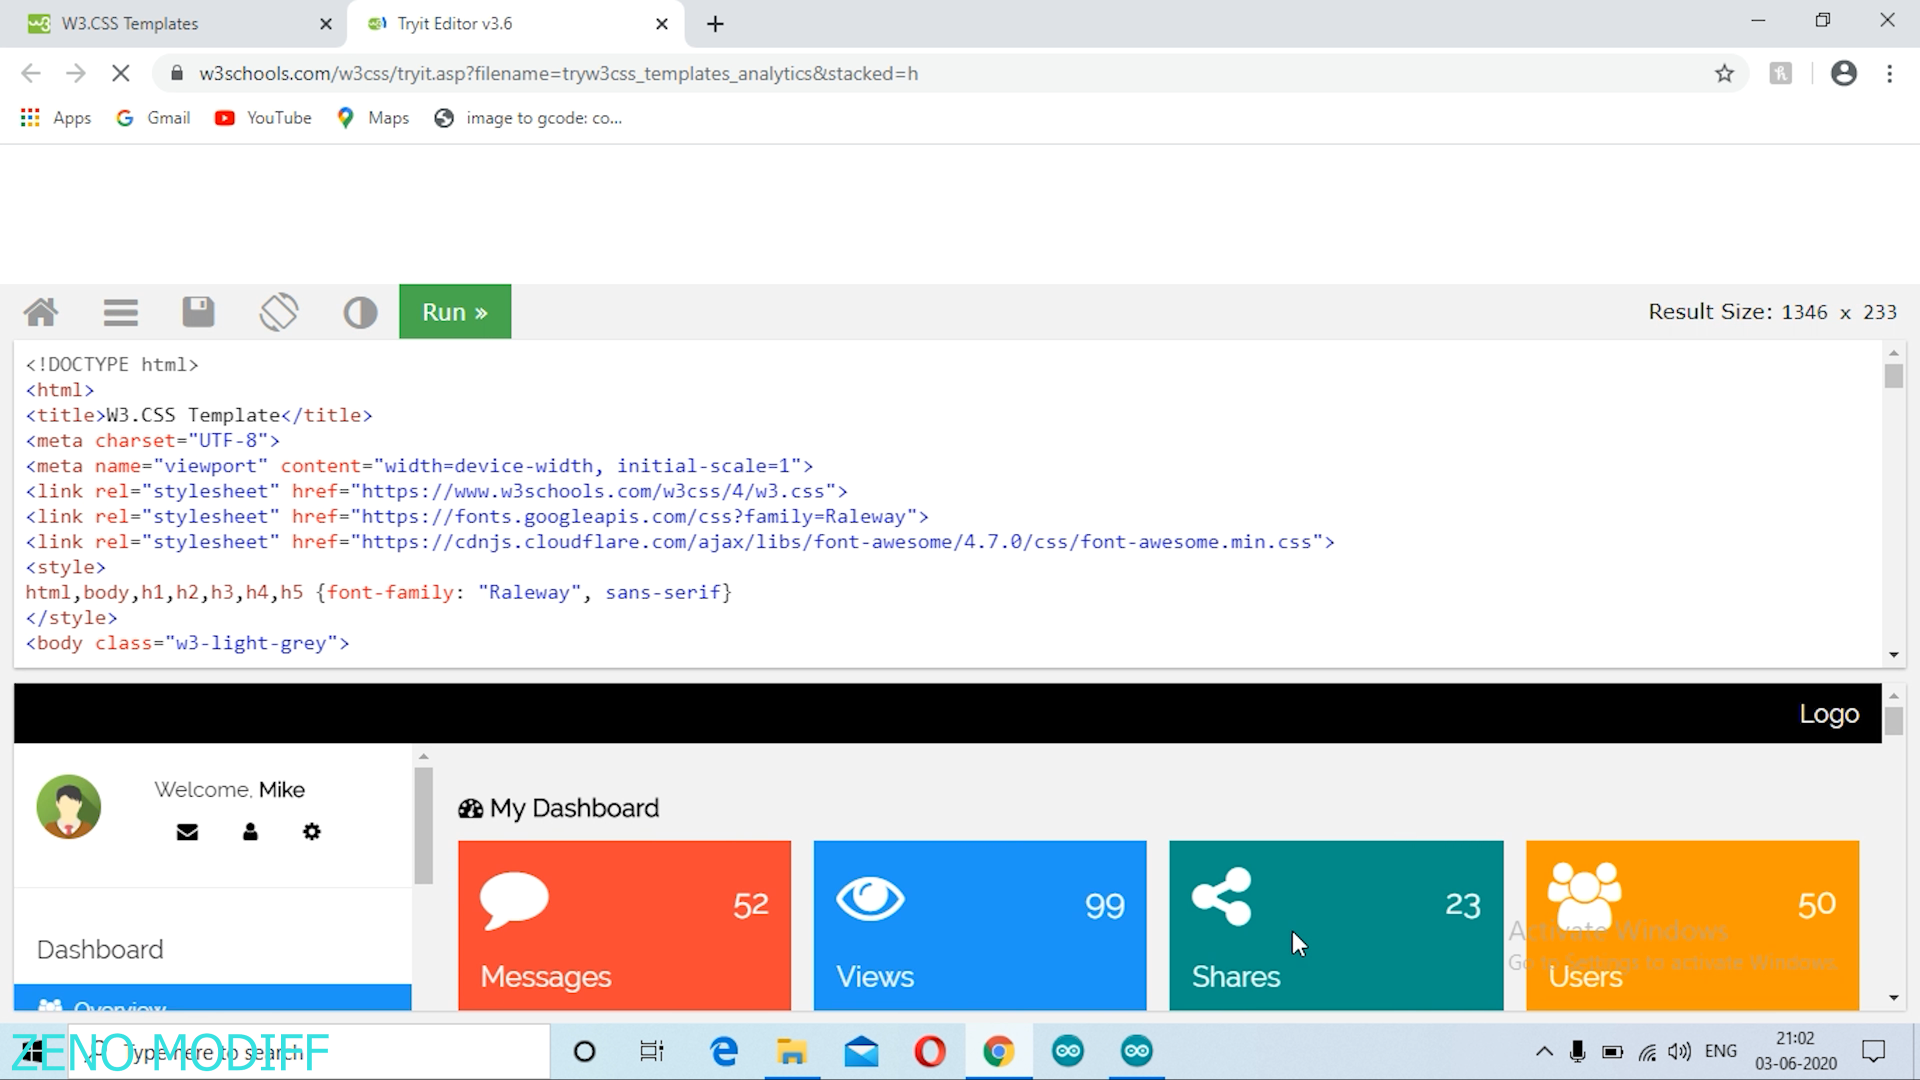 W3.CSS Templates
Tryit Editor v3.6
w3schools.com/w3css/tryit.asp?filename=tryw3css_templates_analytics&stacked=h
Apps Gmail YouTube Maps image to gcode: co...
Run »
Result Size: 1346 x 233
<!DOCTYPE html>
<html>
<title>W3.CSS Template</title>
<meta charset="UTF-8">
<meta name="viewport" content="width=device-width, initial-scale=1">
<link rel="stylesheet" href="https://www.w3schools.com/w3css/4/w3.css">
<link rel="stylesheet" href="https://fonts.googleapis.com/css?family=Raleway">
<link rel="stylesheet" href="https://cdnjs.cloudflare.com/ajax/libs/font-awesome/4.7.0/css/font-awesome.min.css">
<style>
html,body,h1,h2,h3,h4,h5 {font-family: "Raleway", sans-serif}
</style>
<body class="w3-light-grey">
Logo
Welcome, Mike
My Dashboard
52
99
23
50
Messages
Views
Shares
Users
Activate Windows
Go to Settings to activate Windows.
Dashboard
Overview
ZENO MODIFF
Type here to search
ENG
21:02
03-06-2020